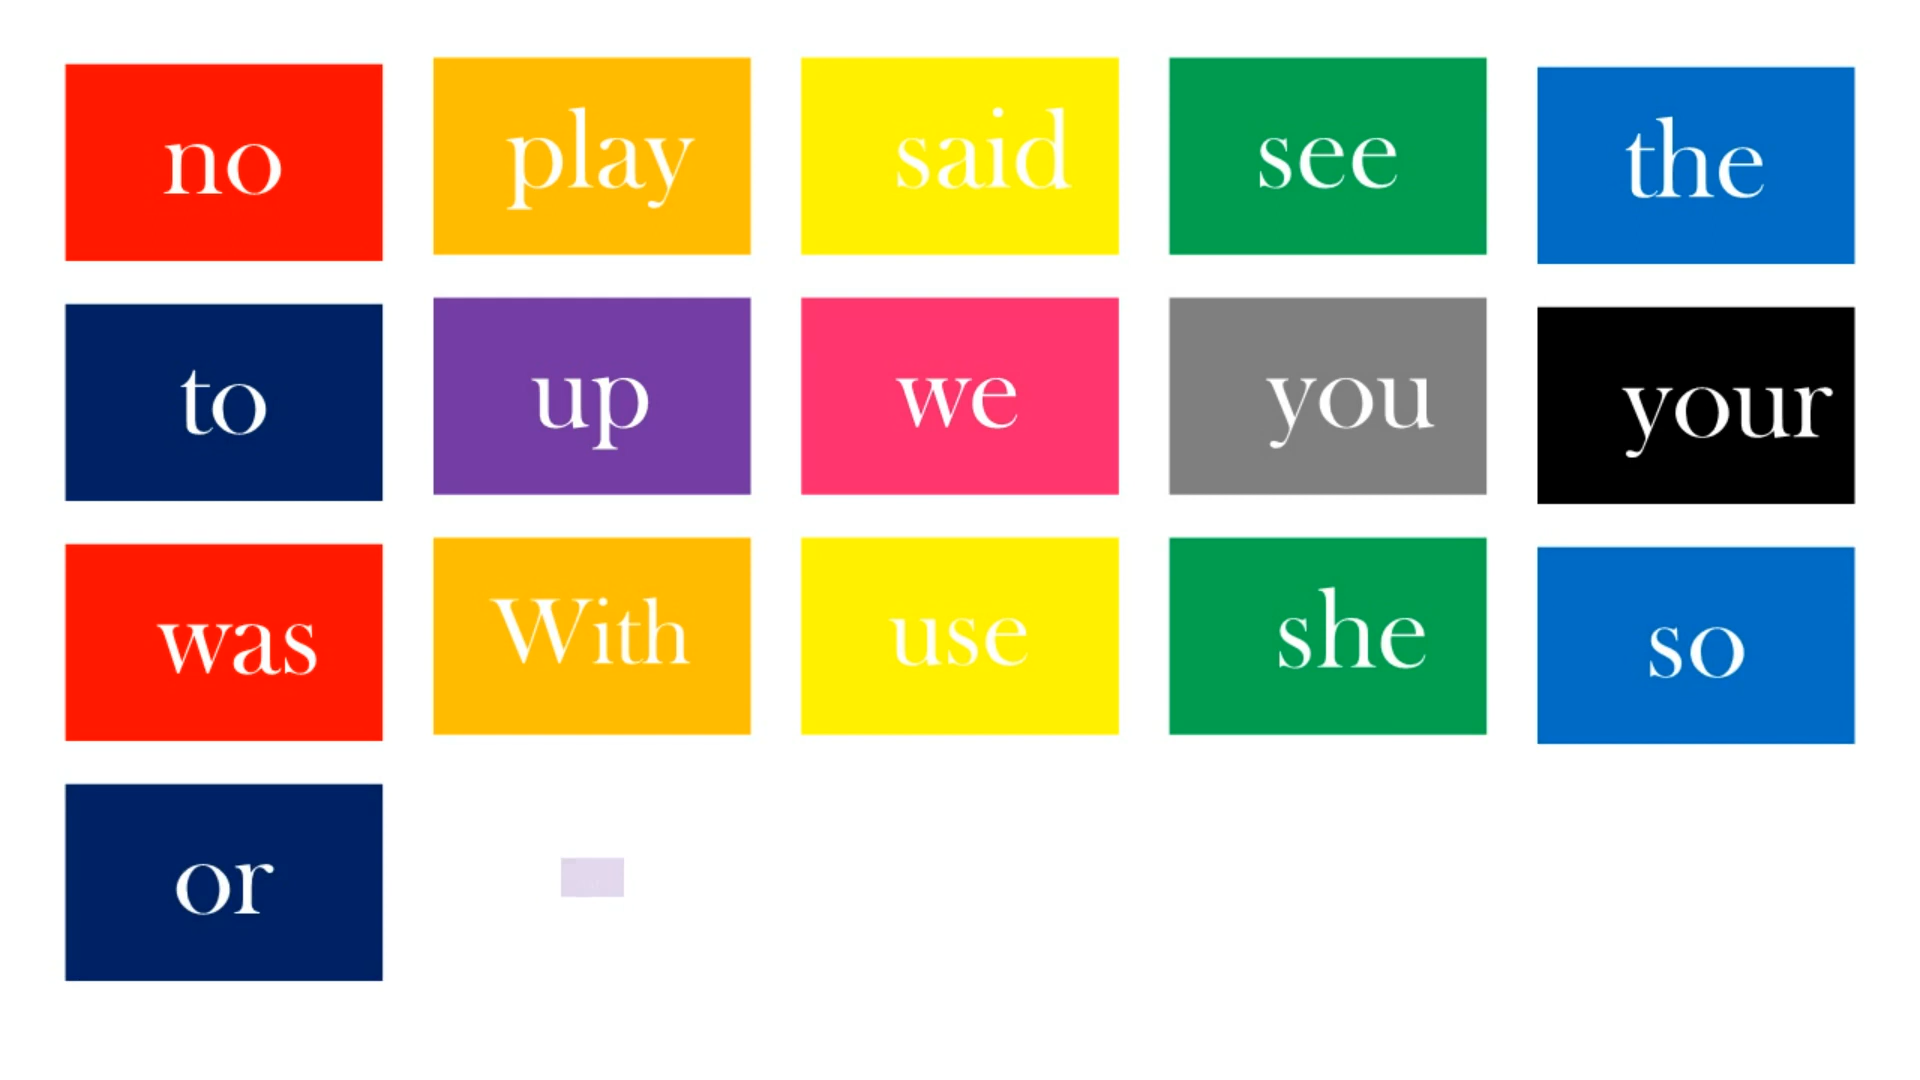 no play said see the
to up we you your
was With use she so
or